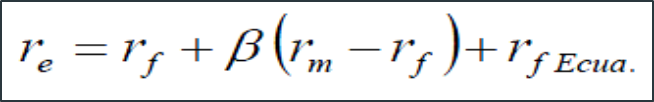 r_e = r_f + β(r_m − r_f) + r_f Ecua.